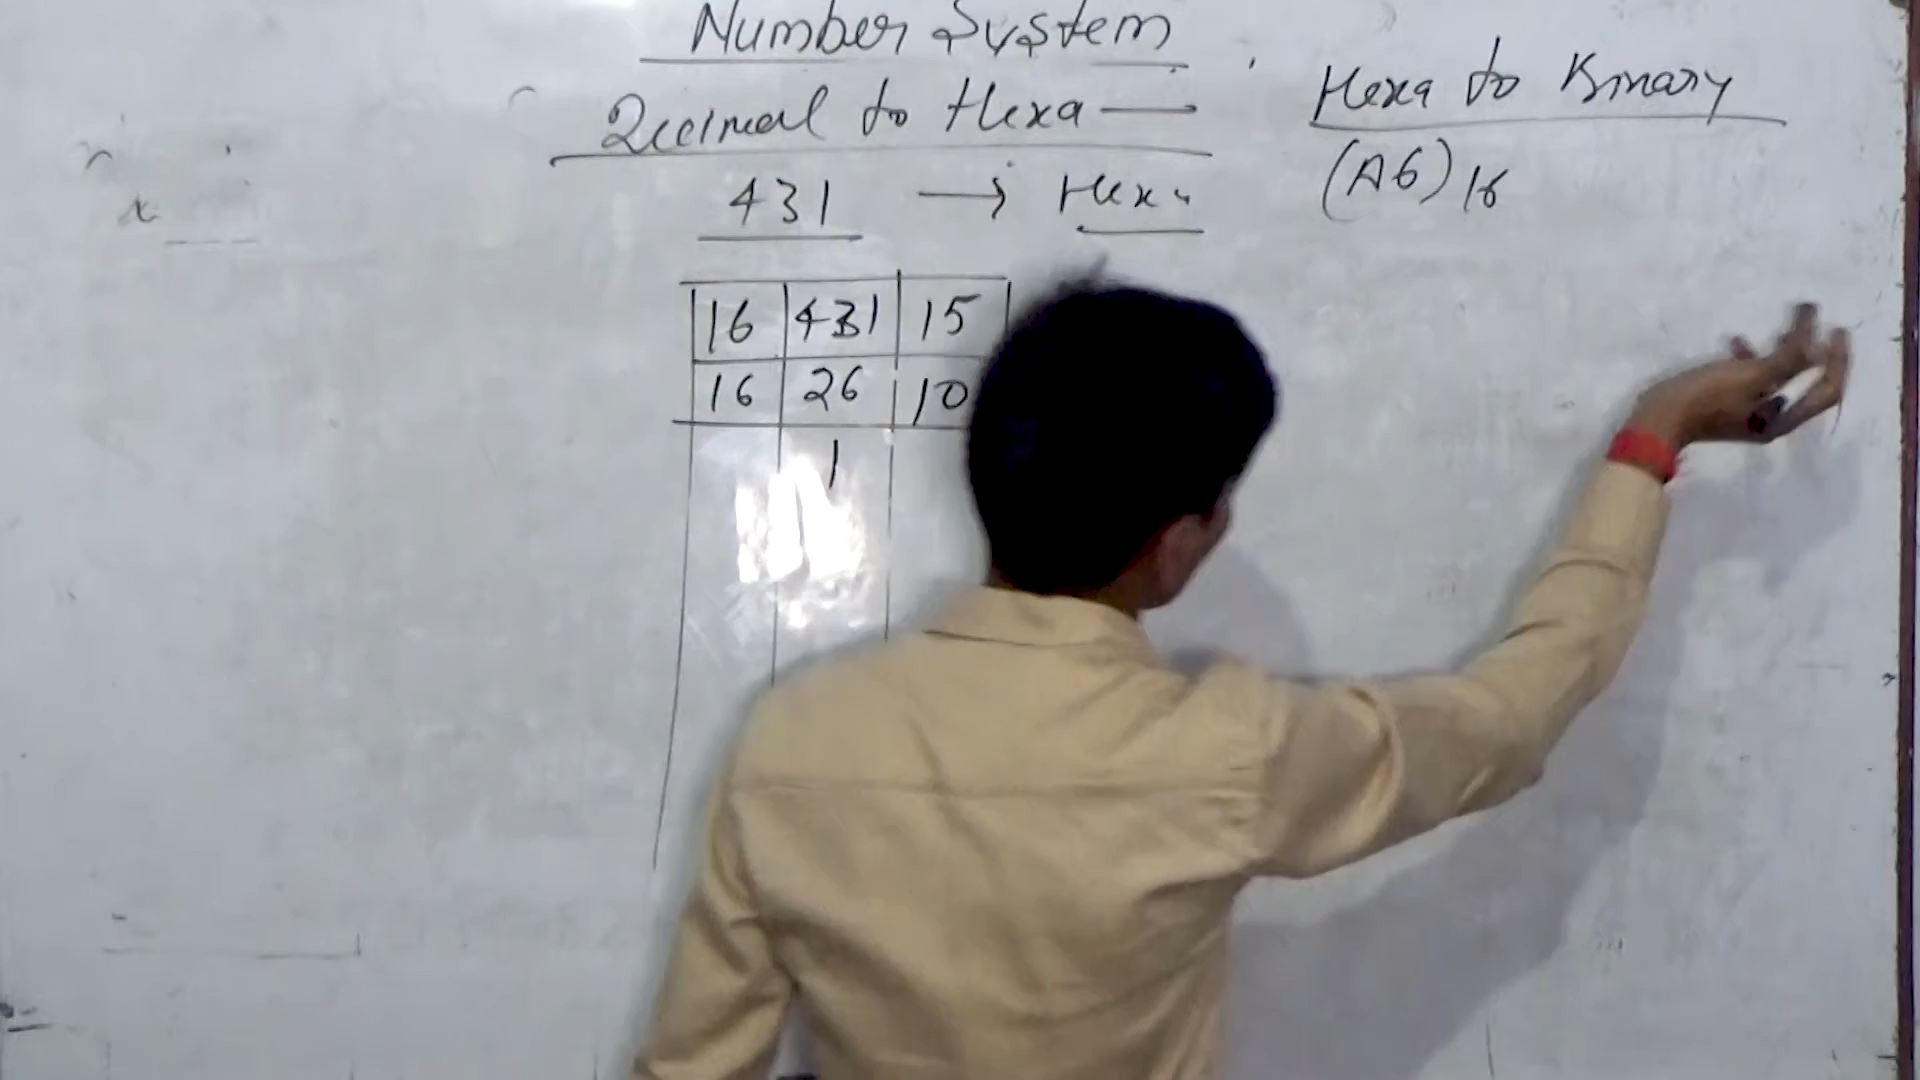 Number System
Decimal to Hexa
431 → Hexa
16 431 15
16 26 10
1
Hexa to Binary
(A6)16